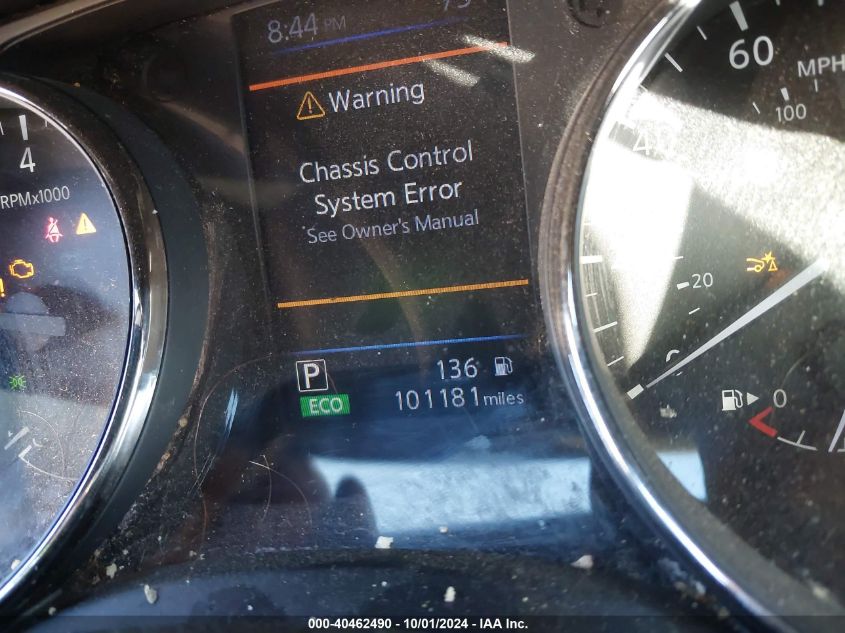 8:44 PM
Warning
Chassis Control
System Error
*See Owner's Manual
P
136
ECO
101181 miles
4
RPMx1000
60
MPH
100
40
20
0
000-40462490 - 10/01/2024 - IAA Inc.